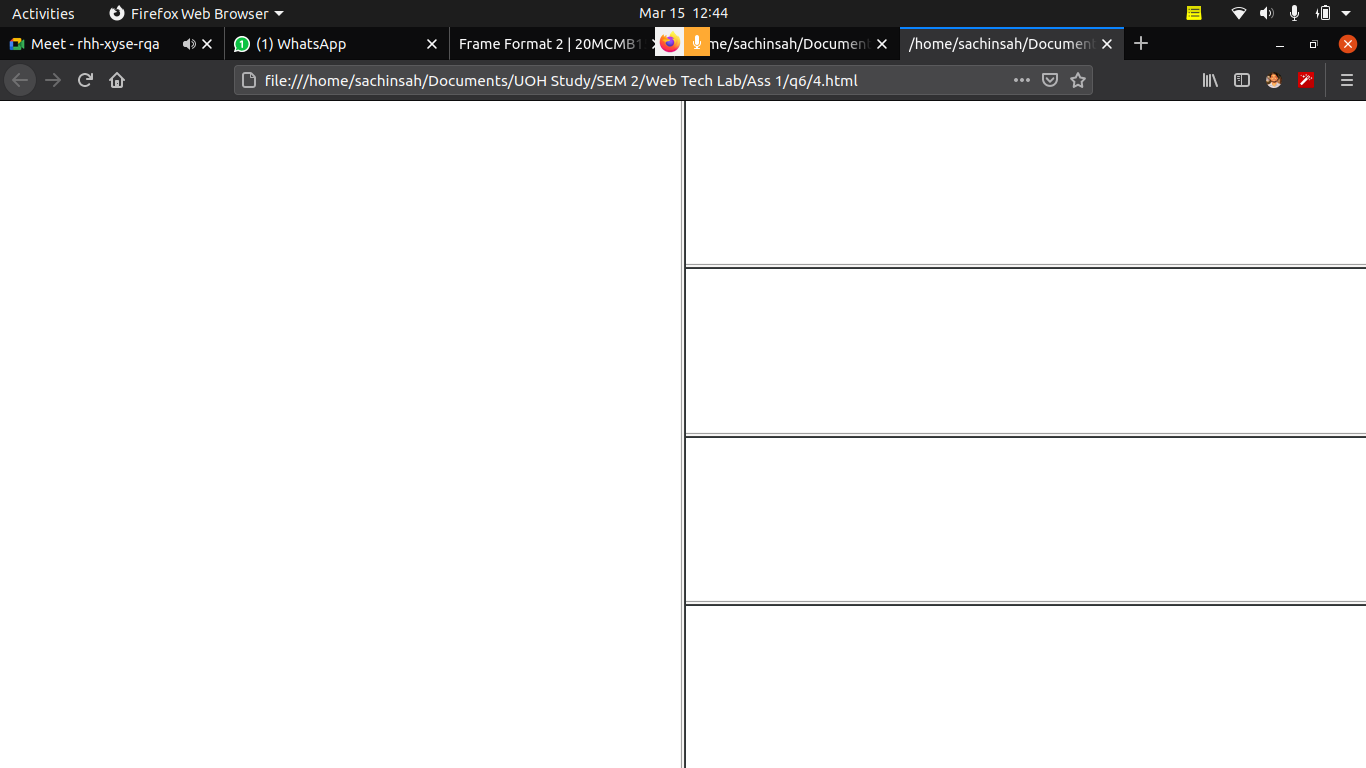 Activities Firefox Web Browser Mar 15 12:44
Meet - rhh-xyse-rqa (1) WhatsApp Frame Format 2 | 20MCMB1 me/sachinsah/Document /home/sachinsah/Document
file:///home/sachinsah/Documents/UOH Study/SEM 2/Web Tech Lab/Ass 1/q6/4.html